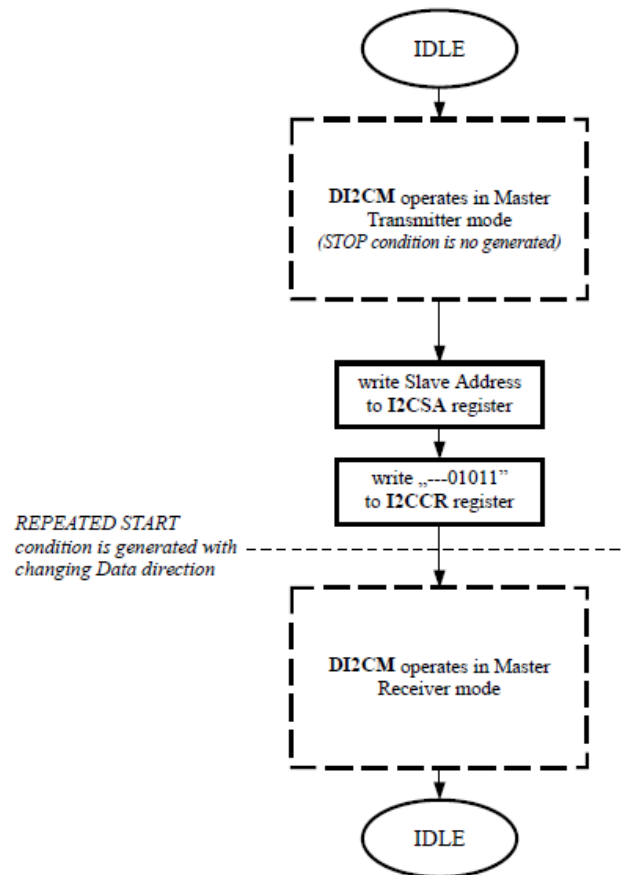 IDLE
DI2CM operates in Master
Transmitter mode
(STOP condition is no generated)
write Slave Address
to I2CSA register
write „---01011”
to I2CCR register
REPEATED START
condition is generated with
changing Data direction
DI2CM operates in Master
Receiver mode
IDLE